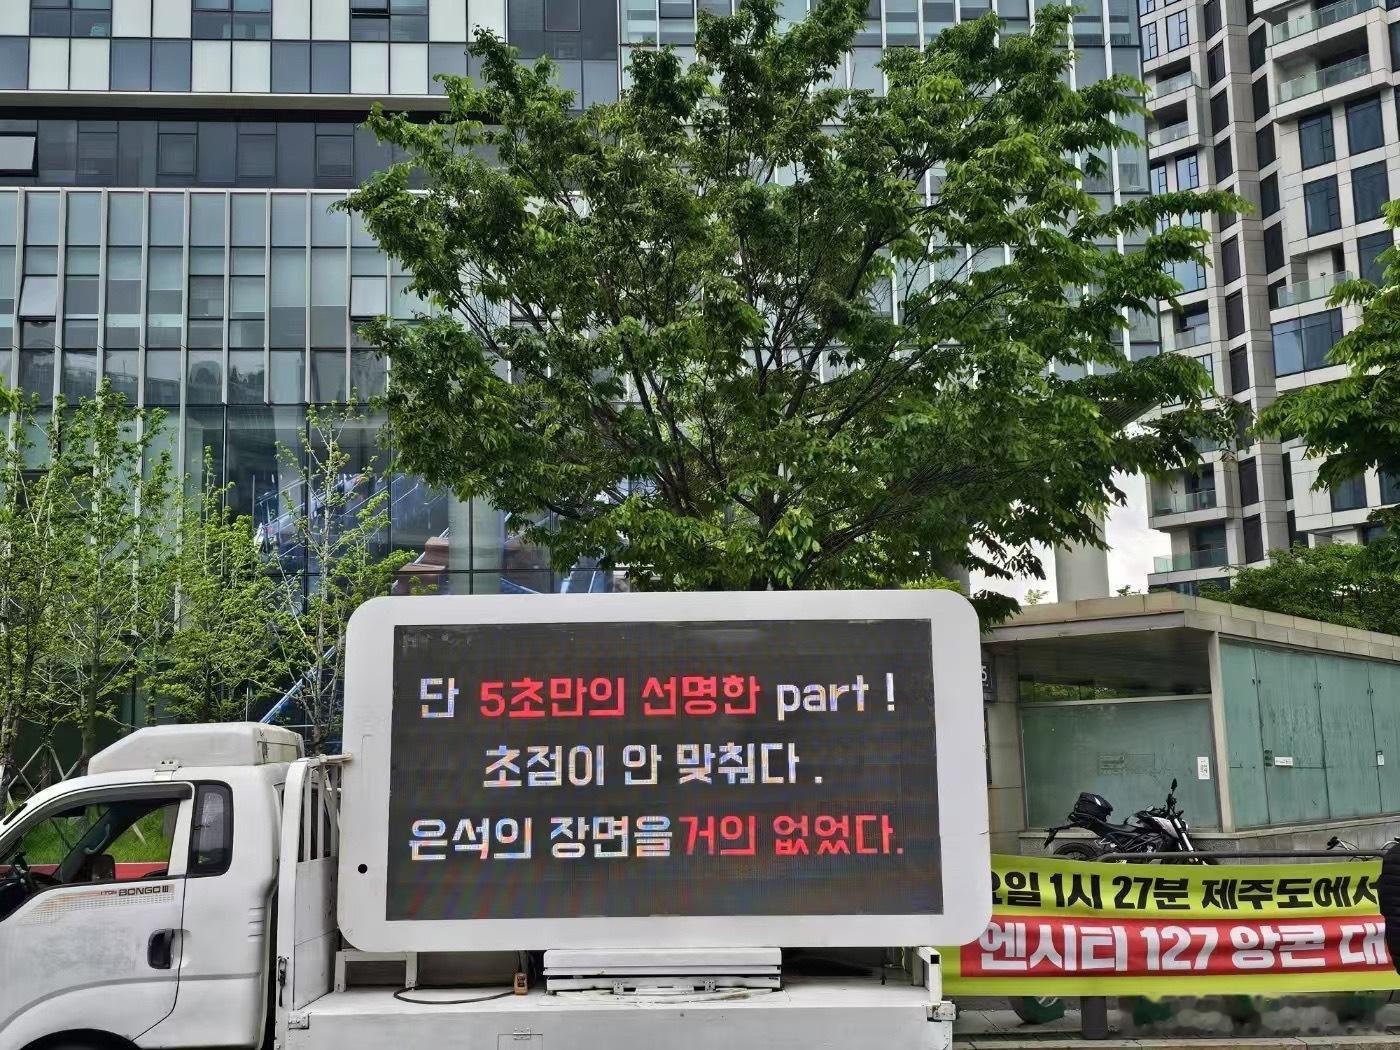 단 5초만의 선명한 part !
초점이 안 맞춰다 .
은석의 장면을 거의 없었다.
BONGO III
5
요일 1시 27분 제주도에서
엔시티 127 앙콘 대